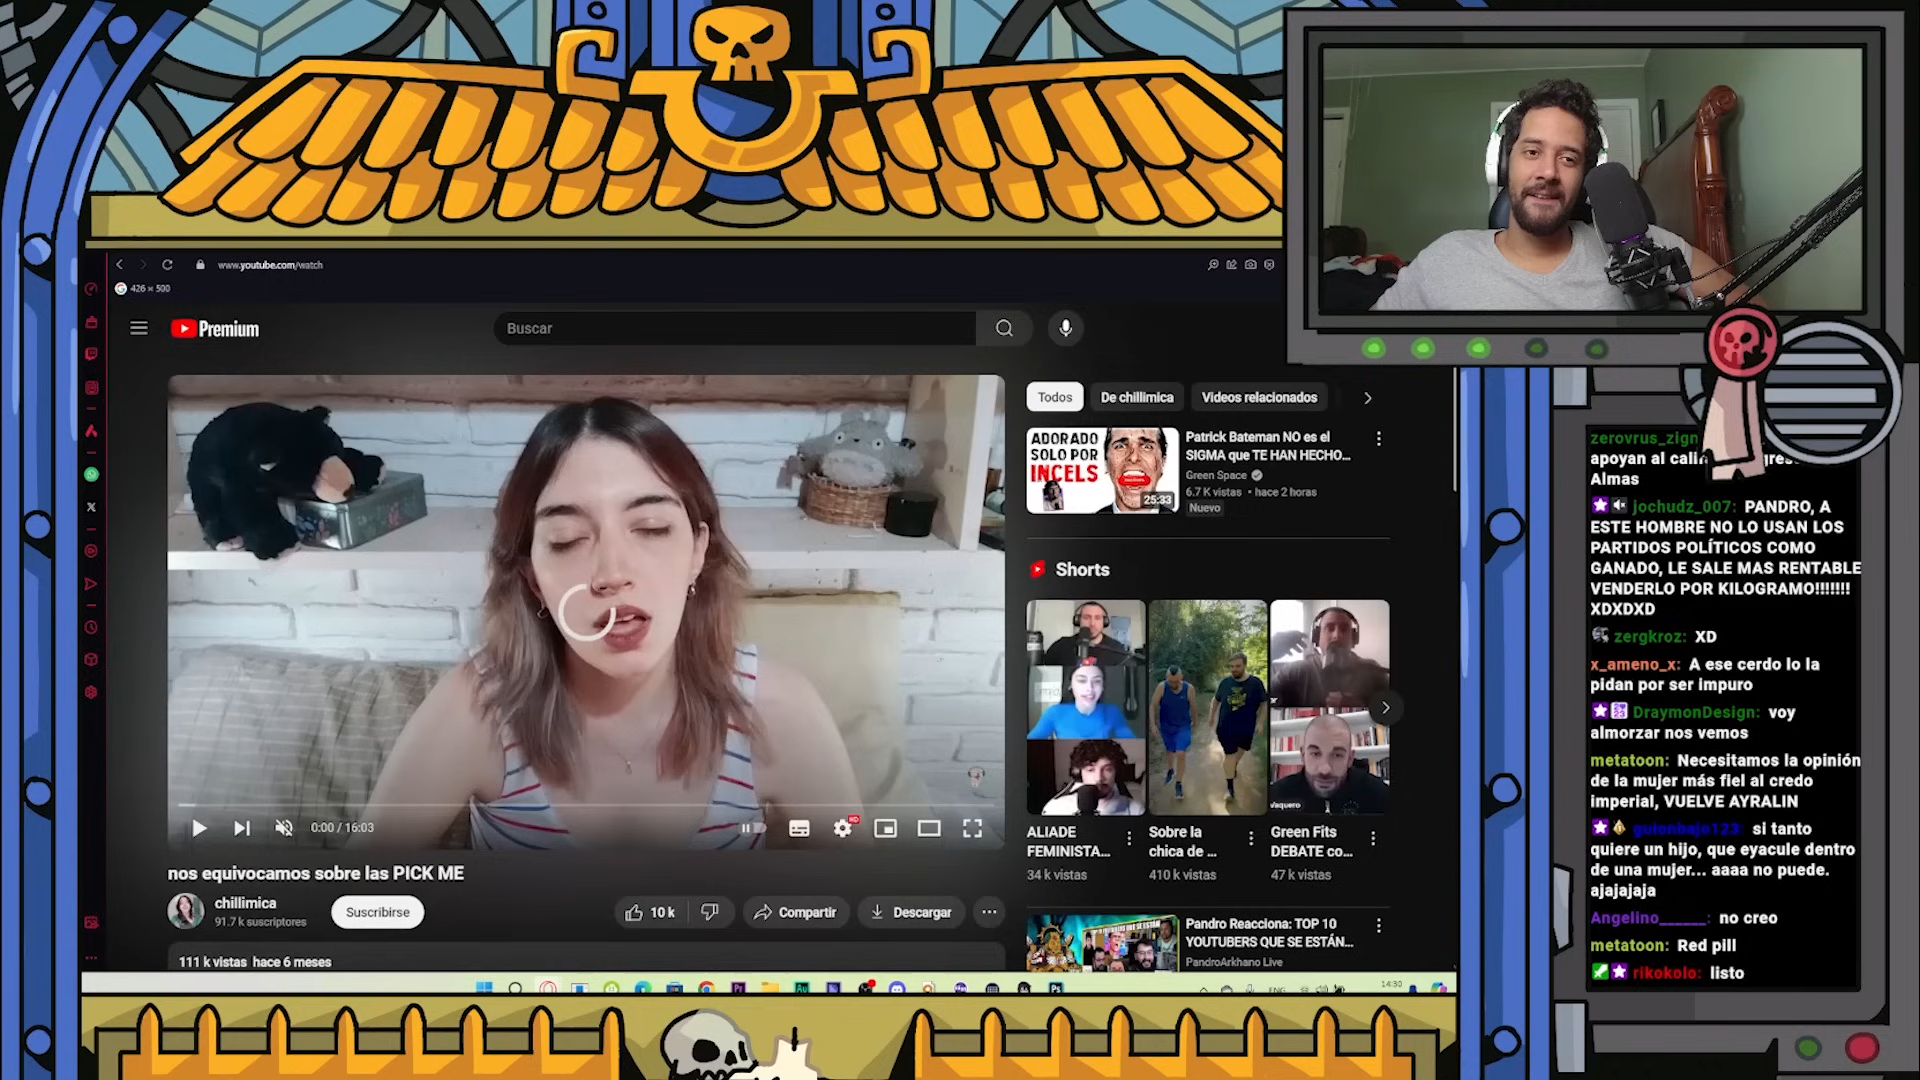 www.youtube.com/watch
426 × 500
Premium
Buscar
Todos
De chillimica
Videos relacionados
ADORADO
SOLO POR
INCELS
25:33
Patrick Bateman NO es el
SIGMA que TE HAN HECHO...
Green Space
6.7 K vistas • hace 2 horas
Nuevo
Shorts
ALIADE
FEMINISTA...
34 k vistas
Sobre la
chica de ...
410 k vistas
Green Fits
DEBATE co...
47 k vistas
0:00 / 16:03
HD
nos equivocamos sobre las PICK ME
chillimica
91.7 k suscriptores
Suscribirse
10 k
Compartir
Descargar
111 k vistas hace 6 meses
Pandro Reacciona: TOP 10
YOUTUBERS QUE SE ESTÁN...
PandroArkhano Live
ENG
14:30
zerovrus_zign
apoyan al
Almas
jochudz_007: PANDRO, A
ESTE HOMBRE NO LO USAN LOS
PARTIDOS POLÍTICOS COMO
GANADO, LE SALE MAS RENTABLE
VENDERLO POR KILOGRAMO!!!!!!!
XDXDXD
zergkroz: XD
x_ameno_x: A ese cerdo lo la
pidan por ser impuro
DraymonDesign: voy
almorzar nos vemos
metatoon: Necesitamos la opinión
de la mujer más fiel al credo
imperial, VUELVE AYRALIN
guionbajo123: si tanto
quiere un hijo, que eyacule dentro
de una mujer... aaaa no puede.
ajajajaja
Angelino______: no creo
metatoon: Red pill
rikokolo: listo